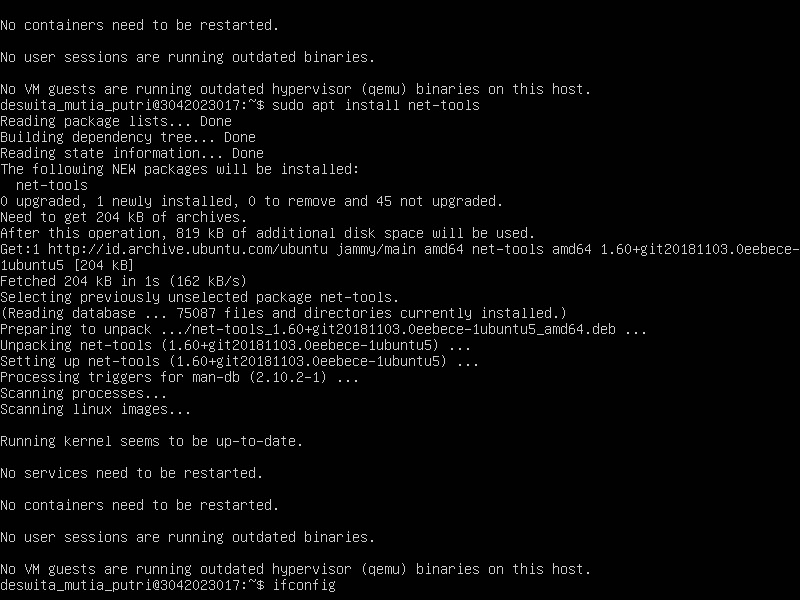 No containers need to be restarted.
No user sessions are running outdated binaries.
No VM guests are running outdated hypervisor (qemu) binaries on this host.
deswita_mutia_putri@3042023017:~$ sudo apt install net-tools
Reading package lists... Done
Building dependency tree... Done
Reading state information... Done
The following NEW packages will be installed:
  net-tools
0 upgraded, 1 newly installed, 0 to remove and 45 not upgraded.
Need to get 204 kB of archives.
After this operation, 819 kB of additional disk space will be used.
Get:1 http://id.archive.ubuntu.com/ubuntu jammy/main amd64 net-tools amd64 1.60+git20181103.0eebece-
1ubuntu5 [204 kB]
Fetched 204 kB in 1s (162 kB/s)
Selecting previously unselected package net-tools.
(Reading database ... 75087 files and directories currently installed.)
Preparing to unpack .../net-tools_1.60+git20181103.0eebece-1ubuntu5_amd64.deb ...
Unpacking net-tools (1.60+git20181103.0eebece-1ubuntu5) ...
Setting up net-tools (1.60+git20181103.0eebece-1ubuntu5) ...
Processing triggers for man-db (2.10.2-1) ...
Scanning processes...
Scanning linux images...
Running kernel seems to be up-to-date.
No services need to be restarted.
No containers need to be restarted.
No user sessions are running outdated binaries.
No VM guests are running outdated hypervisor (qemu) binaries on this host.
deswita_mutia_putri@3042023017:~$ ifconfig